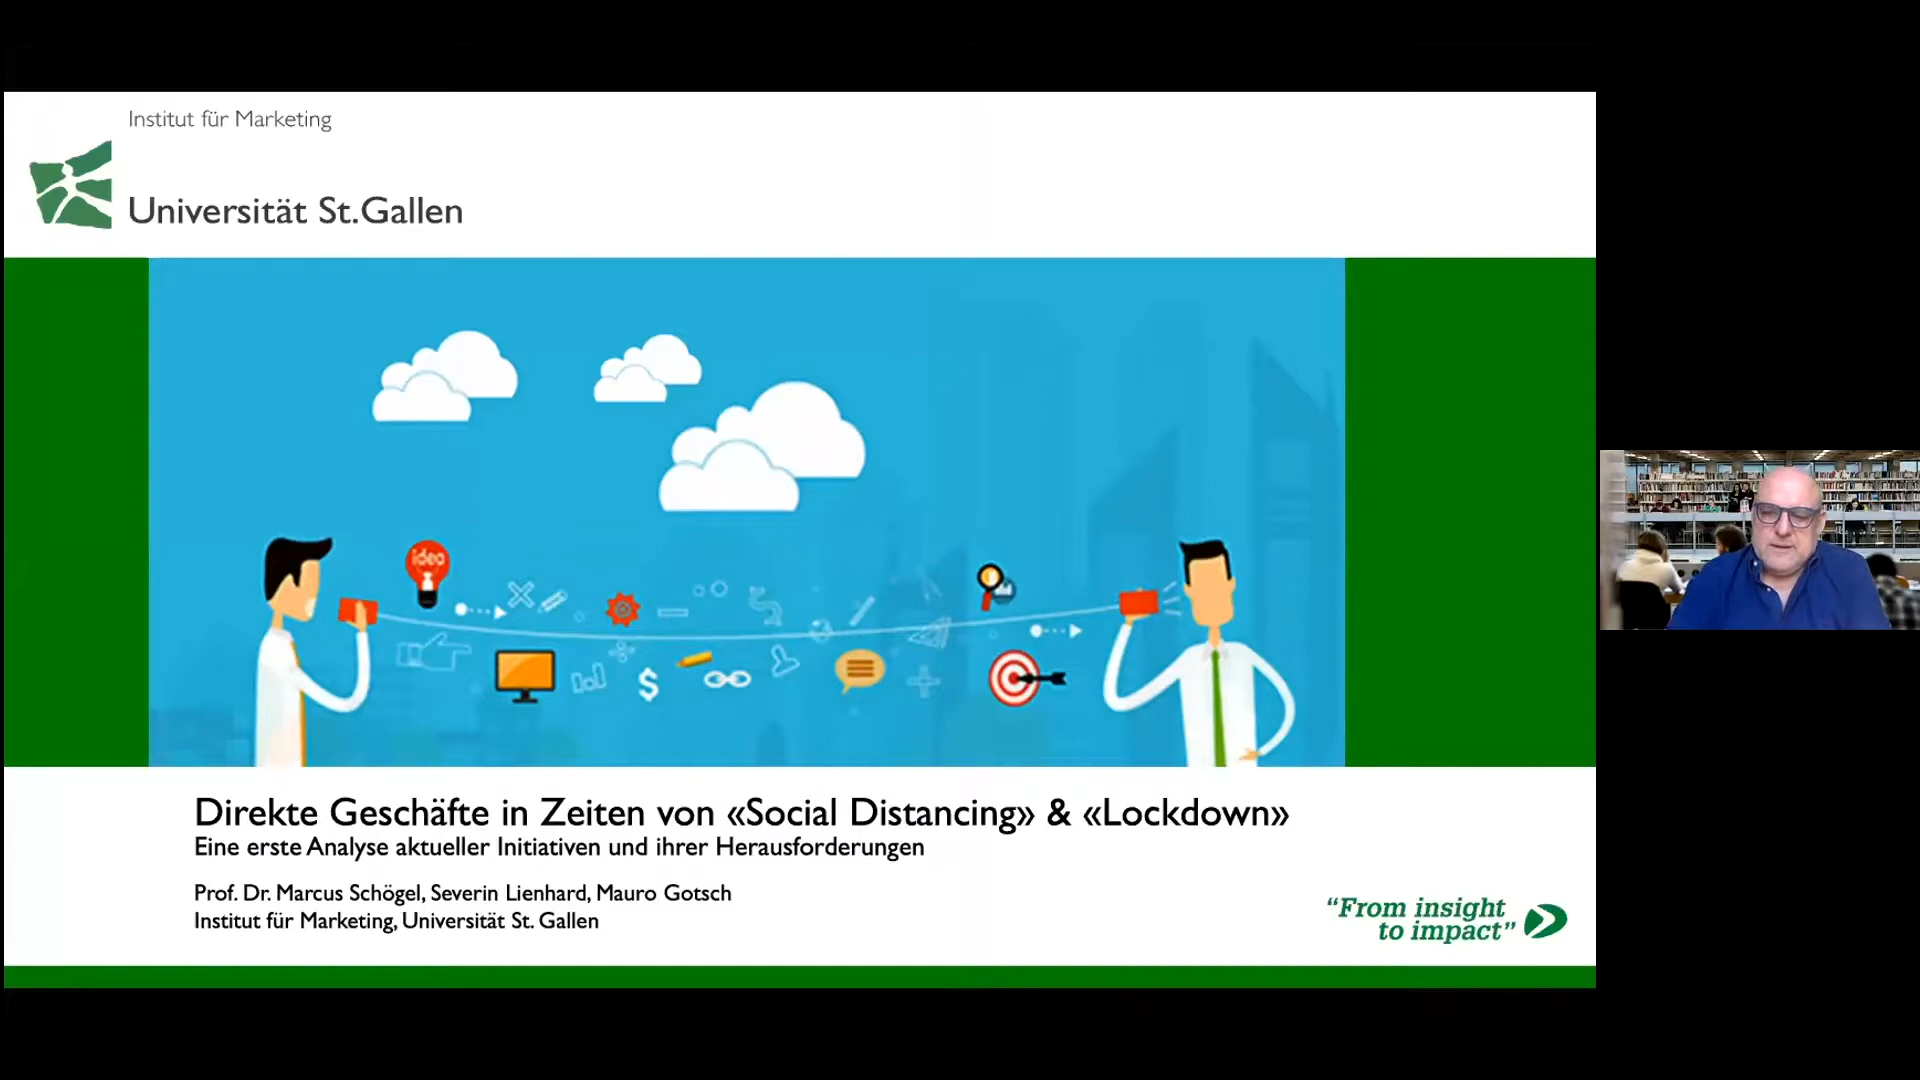 Institut für Marketing
Universität St.Gallen
idea
$
Direkte Geschäfte in Zeiten von «Social Distancing» & «Lockdown»
Eine erste Analyse aktueller Initiativen und ihrer Herausforderungen
Prof. Dr. Marcus Schögel, Severin Lienhard, Mauro Gotsch
Institut für Marketing, Universität St. Gallen
“From insight
to impact”